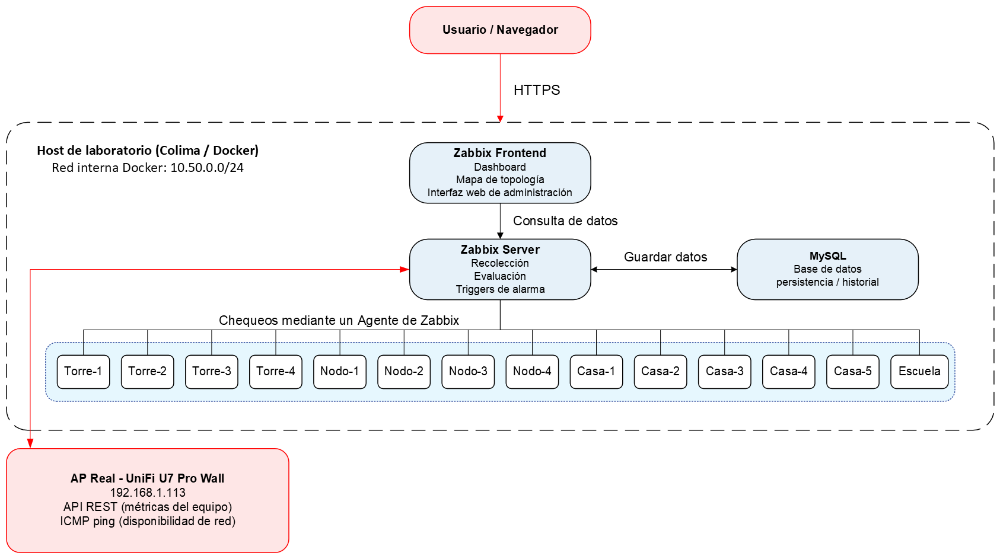 Usuario / Navegador
HTTPS
Host de laboratorio (Colima / Docker)
Red interna Docker: 10.50.0.0/24
Zabbix Frontend
Dashboard
Mapa de topología
Interfaz web de administración
Consulta de datos
Zabbix Server
Recolección
Evaluación
Triggers de alarma
Guardar datos
MySQL
Base de datos
persistencia / historial
Chequeos mediante un Agente de Zabbix
Torre-1
Torre-2
Torre-3
Torre-4
Nodo-1
Nodo-2
Nodo-3
Nodo-4
Casa-1
Casa-2
Casa-3
Casa-4
Casa-5
Escuela
AP Real - UniFi U7 Pro Wall
192.168.1.113
API REST (métricas del equipo)
ICMP ping (disponibilidad de red)